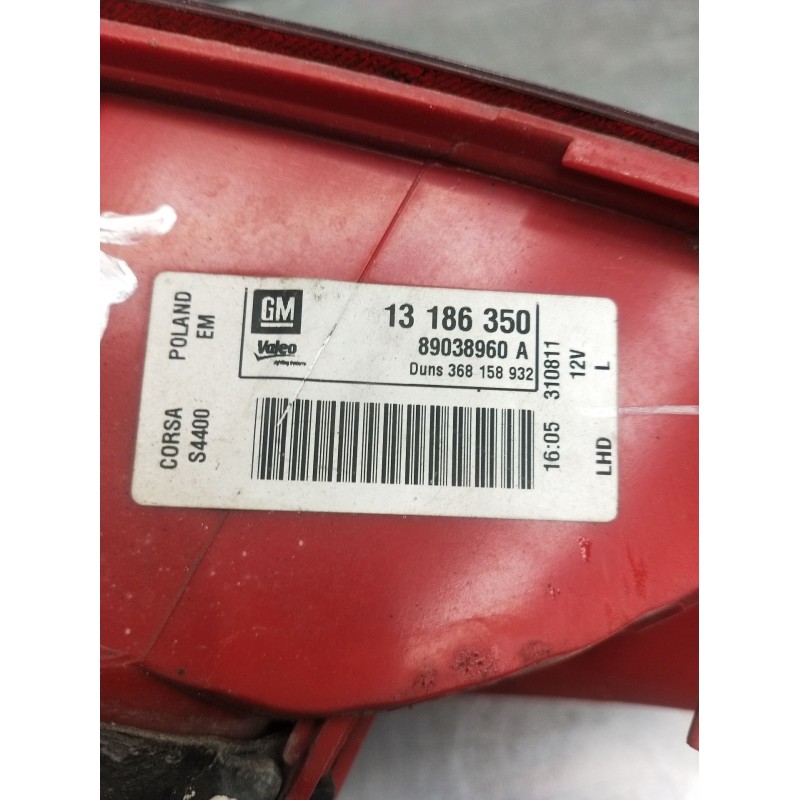 POLAND
EM
CORSA
S4400
GM
Valeo
13 186 350
89038960 A
Duns 368 158 932
16:05 310811
12V
LHD L